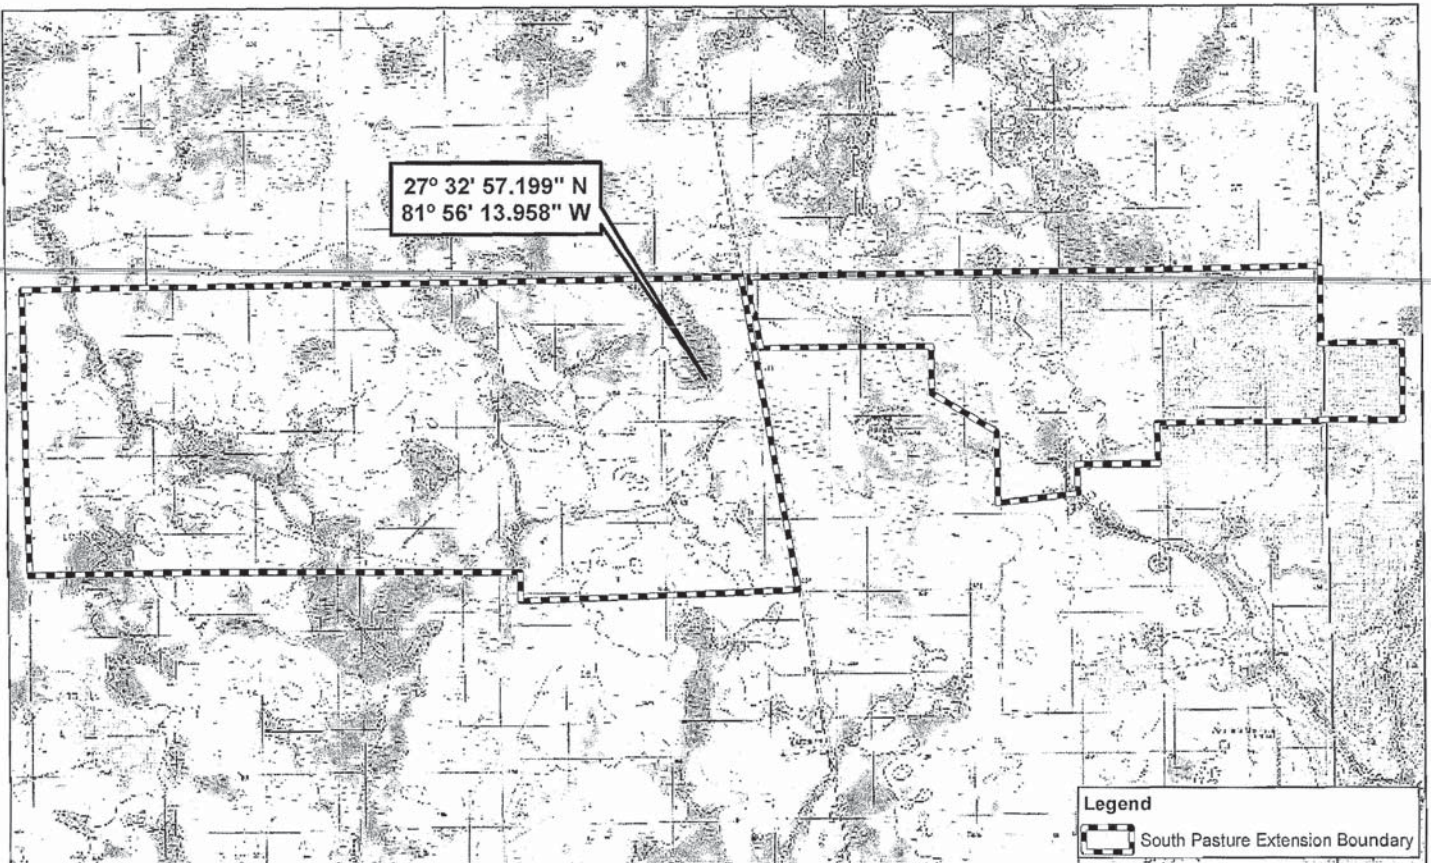 27° 32' 57.199" N
81° 56' 13.958" W
Legend
South Pasture Extension Boundary